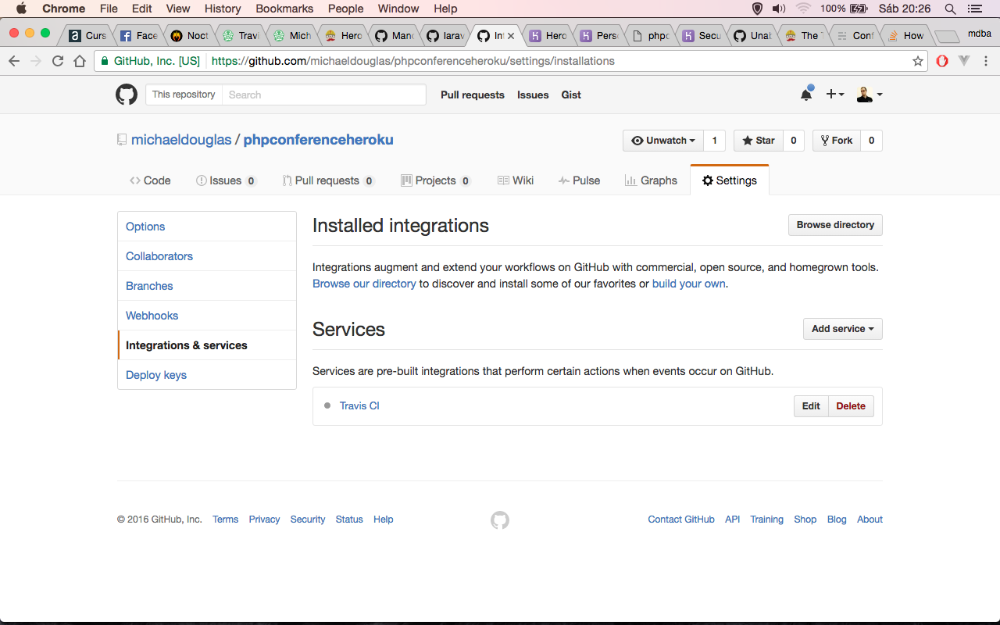 Chrome File Edit View History Bookmarks People Window Help 100% Sáb 20:26
Curs Face Noct Travi Mich Hero Mano larav Int Hero Perso phpc Secu Unab The T Conf How mdba
GitHub, Inc. [US] https://github.com/michaeldouglas/phpconferenceheroku/settings/installations
This repository Search Pull requests Issues Gist
michaeldouglas / phpconferenceheroku Unwatch 1 Star 0 Fork 0
Code Issues 0 Pull requests 0 Projects 0 Wiki Pulse Graphs Settings
Options
Collaborators
Branches
Webhooks
Integrations & services
Deploy keys
Installed integrations Browse directory
Integrations augment and extend your workflows on GitHub with commercial, open source, and homegrown tools.
Browse our directory to discover and install some of our favorites or build your own.
Services Add service
Services are pre-built integrations that perform certain actions when events occur on GitHub.
Travis CI Edit Delete
© 2016 GitHub, Inc. Terms Privacy Security Status Help Contact GitHub API Training Shop Blog About